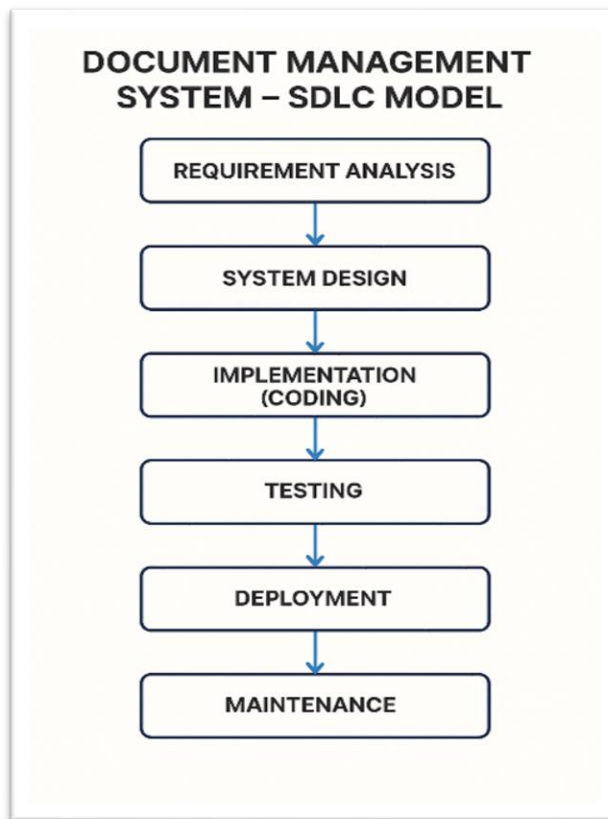 DOCUMENT MANAGEMENT
SYSTEM – SDLC MODEL
REQUIREMENT ANALYSIS
SYSTEM DESIGN
IMPLEMENTATION
(CODING)
TESTING
DEPLOYMENT
MAINTENANCE